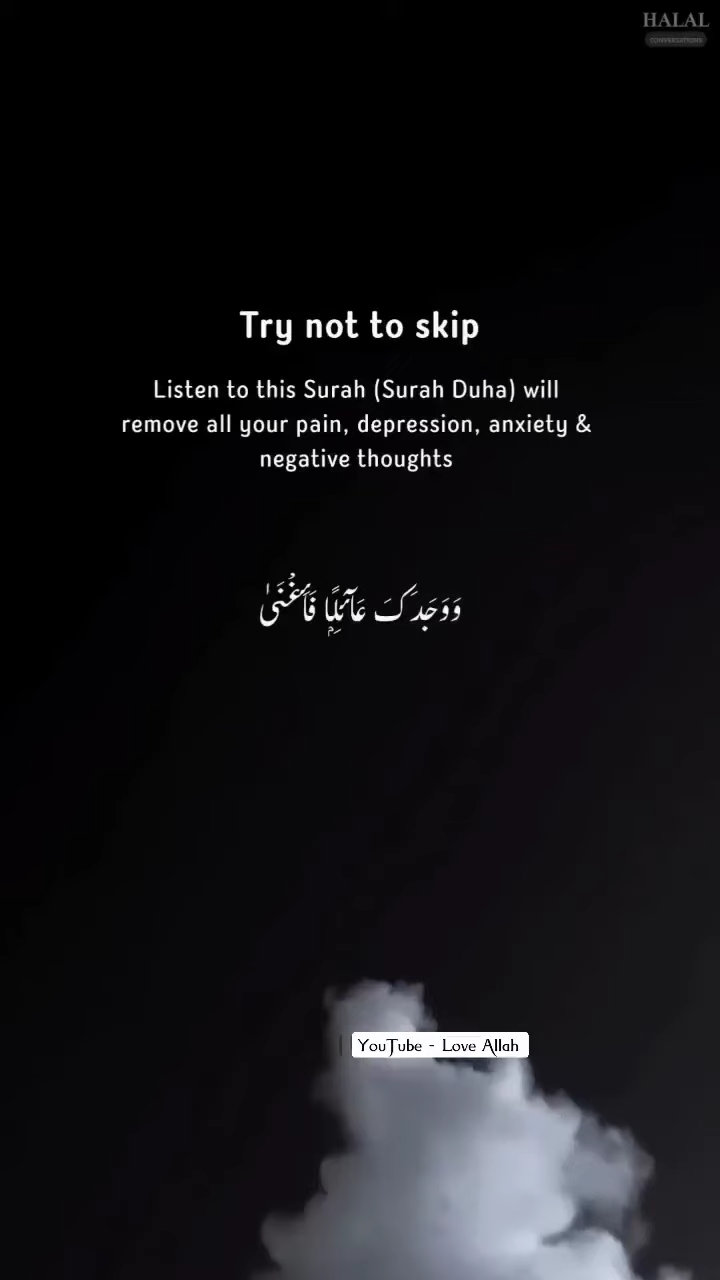 HALAL
CONVERSATIONS
Try not to skip
Listen to this Surah (Surah Duha) will
remove all your pain, depression, anxiety &
negative thoughts
وَوَجَدَكَ عَآئِلًۭا فَأَغْنَىٰ
YouTube - Love Allah